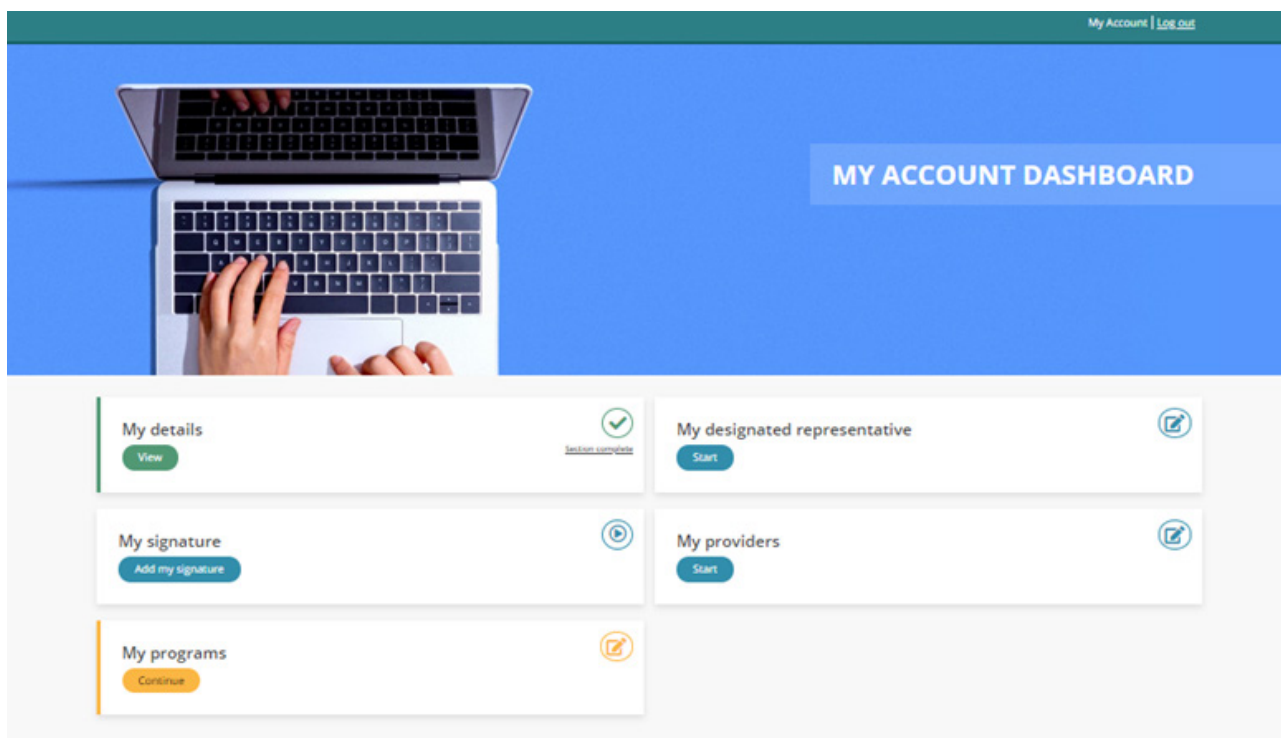 My Account | Log out
MY ACCOUNT DASHBOARD
My details
View
Section complete
My designated representative
Start
My signature
Add my signature
My providers
Start
My programs
Continue